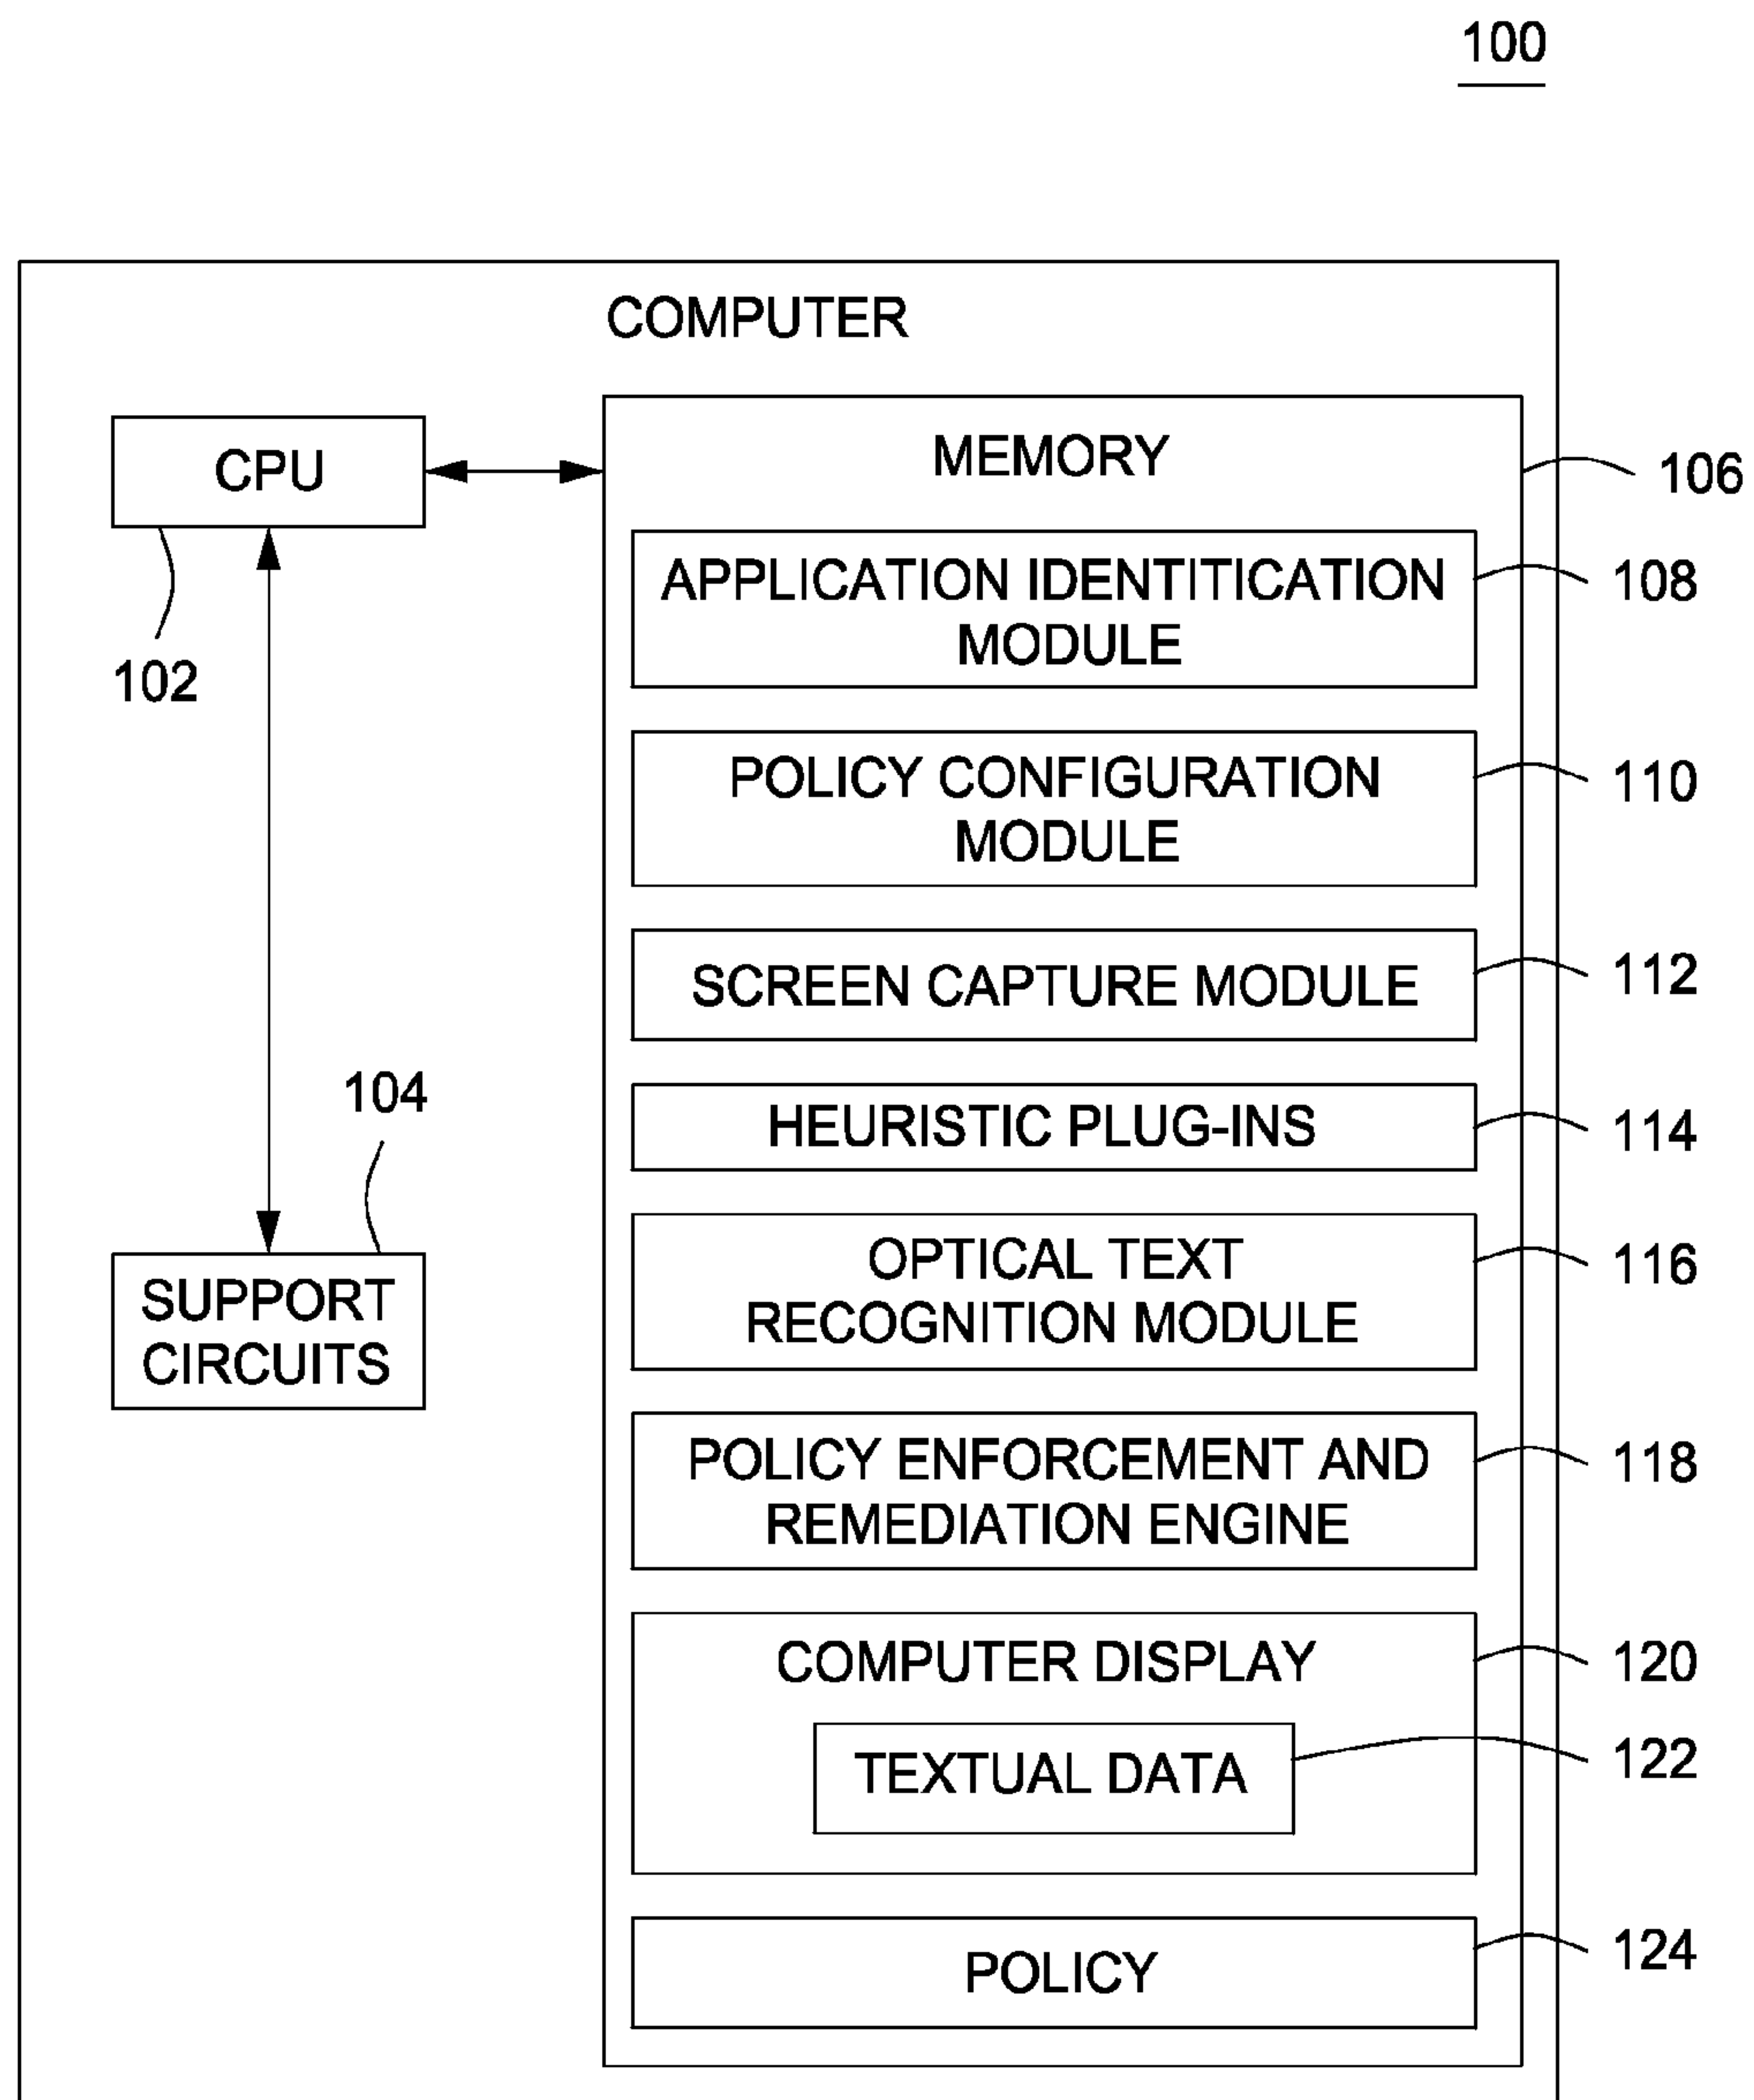 100
COMPUTER
CPU
102
104
SUPPORT
CIRCUITS
MEMORY
106
APPLICATION IDENTITICATION
MODULE
108
POLICY CONFIGURATION
MODULE
110
SCREEN CAPTURE MODULE
112
HEURISTIC PLUG-INS
114
OPTICAL TEXT
RECOGNITION MODULE
116
POLICY ENFORCEMENT AND
REMEDIATION ENGINE
118
COMPUTER DISPLAY
120
TEXTUAL DATA
122
POLICY
124